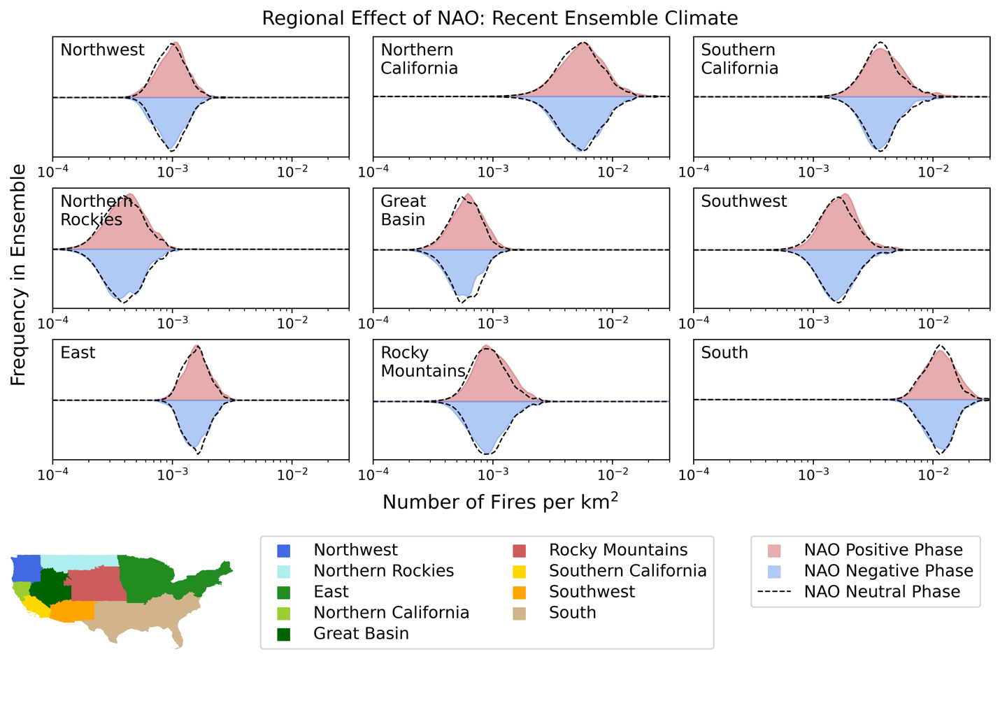 Regional Effect of NAO: Recent Ensemble Climate
Frequency in Ensemble
Northwest
10⁻⁴ 10⁻³ 10⁻²
Northern
California
10⁻⁴ 10⁻³ 10⁻²
Southern
California
10⁻⁴ 10⁻³ 10⁻²
Northern
Rockies
10⁻⁴ 10⁻³ 10⁻²
Great
Basin
10⁻⁴ 10⁻³ 10⁻²
Southwest
10⁻⁴ 10⁻³ 10⁻²
East
10⁻⁴ 10⁻³ 10⁻²
Rocky
Mountains
10⁻⁴ 10⁻³ 10⁻²
South
10⁻⁴ 10⁻³ 10⁻²
Number of Fires per km²
Northwest
Northern Rockies
East
Northern California
Great Basin
Rocky Mountains
Southern California
Southwest
South
NAO Positive Phase
NAO Negative Phase
NAO Neutral Phase